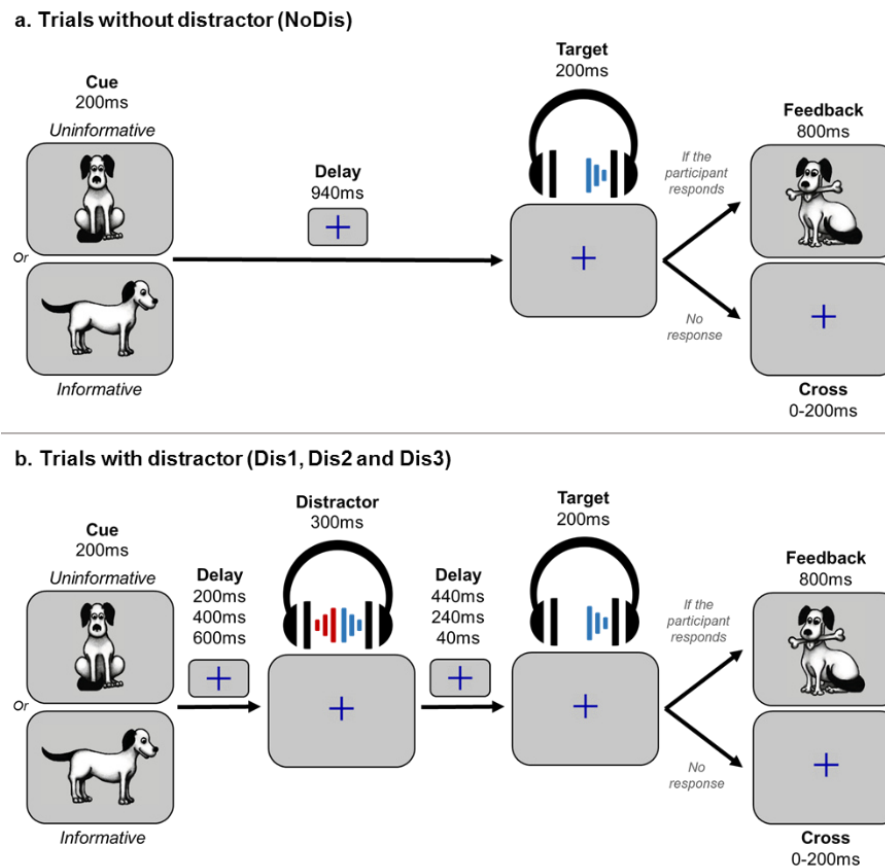 a. Trials without distractor (NoDis)
Target
200ms
Cue
200ms
Uninformative
Feedback
800ms
Delay
940ms
If the
participant
responds
Or
No
response
Informative
Cross
0-200ms
b. Trials with distractor (Dis1, Dis2 and Dis3)
Distractor
300ms
Target
200ms
Cue
200ms
Uninformative
Delay
200ms
400ms
600ms
Delay
440ms
240ms
40ms
Feedback
800ms
If the
participant
responds
Or
No
response
Informative
Cross
0-200ms